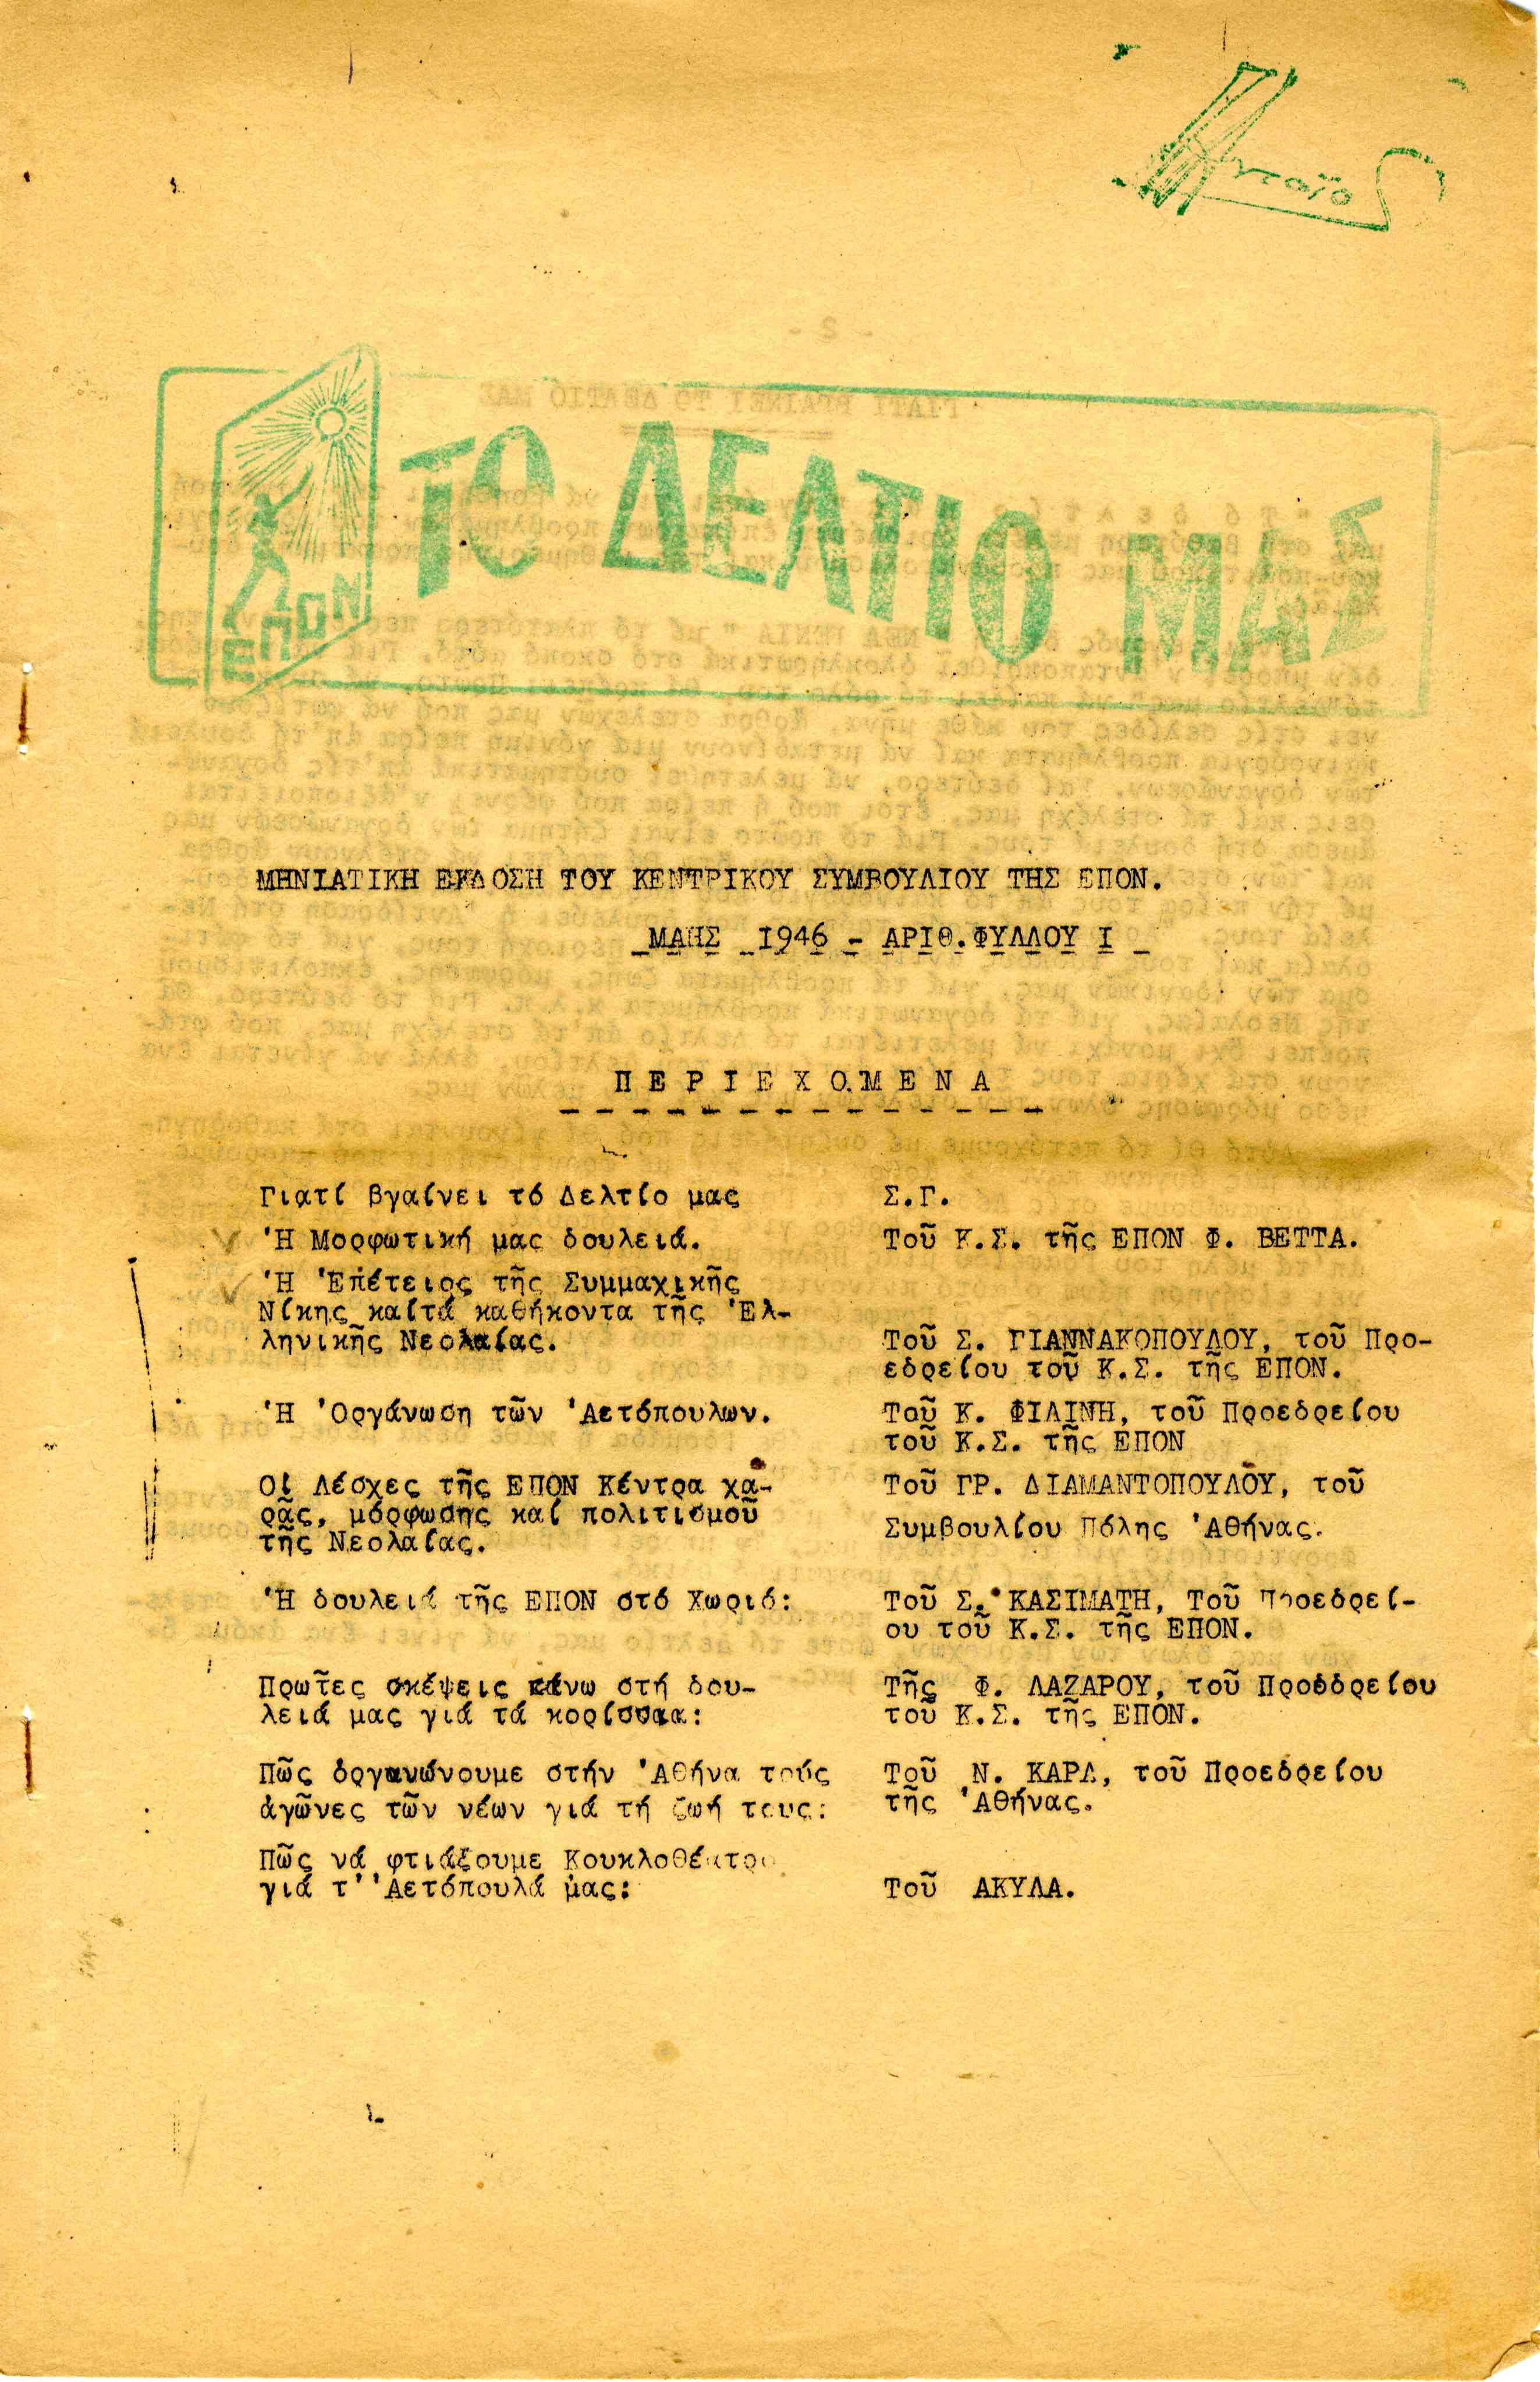 Ἀνταῖος
ΤΟ ΔΕΛΤΙΟ ΜΑΣ
ΕΠΟΝ
ΜΗΝΙΑΤΙΚΗ ΕΚΔΟΣΗ ΤΟΥ ΚΕΝΤΡΙΚΟΥ ΣΥΜΒΟΥΛΙΟΥ ΤΗΣ ΕΠΟΝ.
ΜΑΗΣ 1946 - ΑΡΙΘ.ΦΥΛΛΟΥ Ι
Π Ε Ρ Ι Ε Χ Ο Μ Ε Ν Α
Γιατί βγαίνει τό Δελτίο μας Σ.Γ.
Ἡ Μορφωτική μας δουλειά. Τοῦ Κ.Σ. τῆς ΕΠΟΝ Φ. ΒΕΤΤΑ.
Ἡ Ἐπέτειος τῆς Συμμαχικῆς
Νίκης καίτά καθήκοντα τῆς Ἑλ-
ληνικῆς Νεολαίας. Τοῦ Σ. ΓΙΑΝΝΑΚΟΠΟΥΛΟΥ, τοῦ Προ-
εδρείου τοῦ Κ.Σ. τῆς ΕΠΟΝ.
Ἡ Ὀργάνωση τῶν Ἀετόπουλων. Τοῦ Κ. ΦΙΛΙΝΗ, τοῦ Προεδρείου
τοῦ Κ.Σ. τῆς ΕΠΟΝ
Οἱ Λέσχες τῆς ΕΠΟΝ Κέντρα χα- Τοῦ ΓΡ. ΔΙΑΜΑΝΤΟΠΟΥΛΟΥ, τοῦ
ρᾶς, μόρφωσης καί πολιτισμοῦ Συμβουλίου Πόλης Ἀθήνας.
τῆς Νεολαίας.
Ἡ δουλειά τῆς ΕΠΟΝ στό Χωριό: Τοῦ Σ. ΚΑΣΙΜΑΤΗ, Τοῦ Προεδρεί-
ου τοῦ Κ.Σ. τῆς ΕΠΟΝ.
Πρῶτες σκέψεις πάνω στή δου- Τῆς Φ. ΛΑΖΑΡΟΥ, τοῦ Προεδρείου
λειά μας γιά τά κορίσσαα: τοῦ Κ.Σ. τῆς ΕΠΟΝ.
Πῶς ὀργανώνουμε στήν Ἀθήνα τούς Τοῦ Ν. ΚΑΡΑ, τοῦ Προεδρείου
ἀγῶνες τῶν νέων γιά τή ζωή τους: τῆς Ἀθήνας.
Πῶς νά φτιάξουμε Κουκλοθέατρο
γιά τ' Ἀετόπουλά μας: Τοῦ ΑΚΥΛΑ.